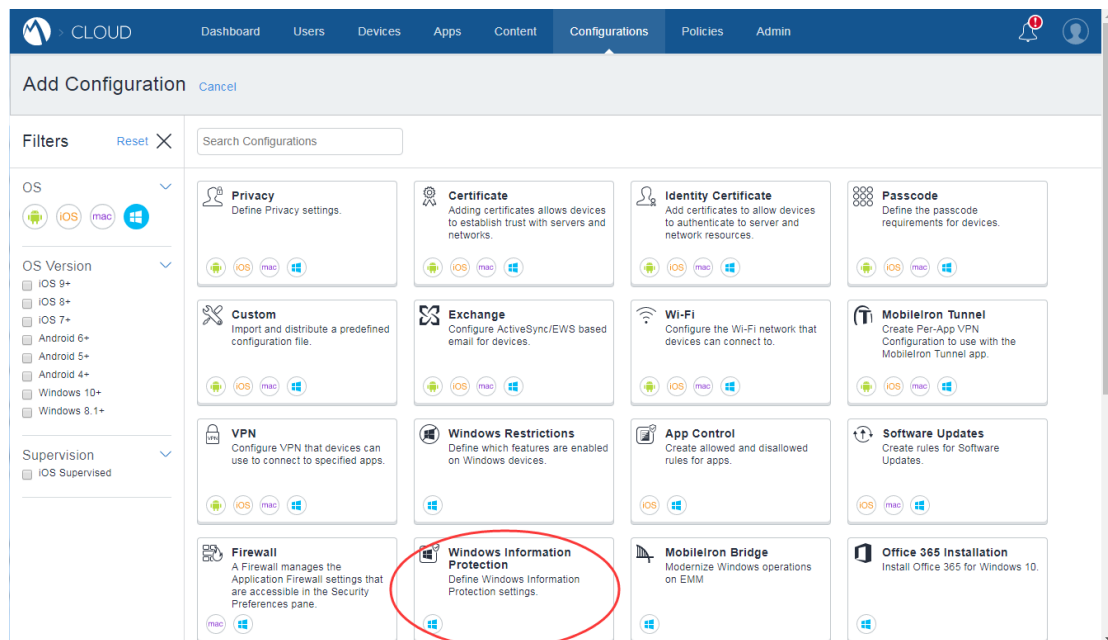 CLOUD
Dashboard
Users
Devices
Apps
Content
Configurations
Policies
Admin
!
Add Configuration
Cancel
Filters
Reset
Search Configurations
OS
iOS
mac
OS Version
iOS 9+
iOS 8+
iOS 7+
Android 6+
Android 5+
Android 4+
Windows 10+
Windows 8.1+
Supervision
iOS Supervised
Privacy
Define Privacy settings.
iOS
mac
Certificate
Adding certificates allows devices
to establish trust with servers and
networks.
iOS
mac
Identity Certificate
Add certificates to allow devices
to authenticate to server and
network resources.
iOS
mac
Passcode
Define the passcode
requirements for devices.
iOS
mac
Custom
Import and distribute a predefined
configuration file.
iOS
mac
Exchange
Configure ActiveSync/EWS based
email for devices.
iOS
mac
Wi-Fi
Configure the Wi-Fi network that
devices can connect to.
iOS
mac
MobileIron Tunnel
Create Per-App VPN
Configuration to use with the
MobileIron Tunnel app.
iOS
mac
VPN
VPN
Configure VPN that devices can
use to connect to specified apps.
iOS
mac
Windows Restrictions
Define which features are enabled
on Windows devices.
App Control
Create allowed and disallowed
rules for apps.
iOS
Software Updates
Create rules for Software
Updates.
iOS
mac
Firewall
A Firewall manages the
Application Firewall settings that
are accessible in the Security
Preferences pane.
mac
Windows Information
Protection
Define Windows Information
Protection settings.
MobileIron Bridge
Modernize Windows operations
on EMM
Office 365 Installation
Install Office 365 for Windows 10.